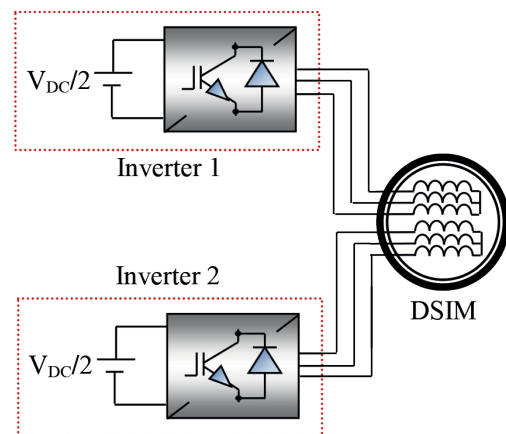 V_DC/2
Inverter 1
Inverter 2
DSIM
V_DC/2